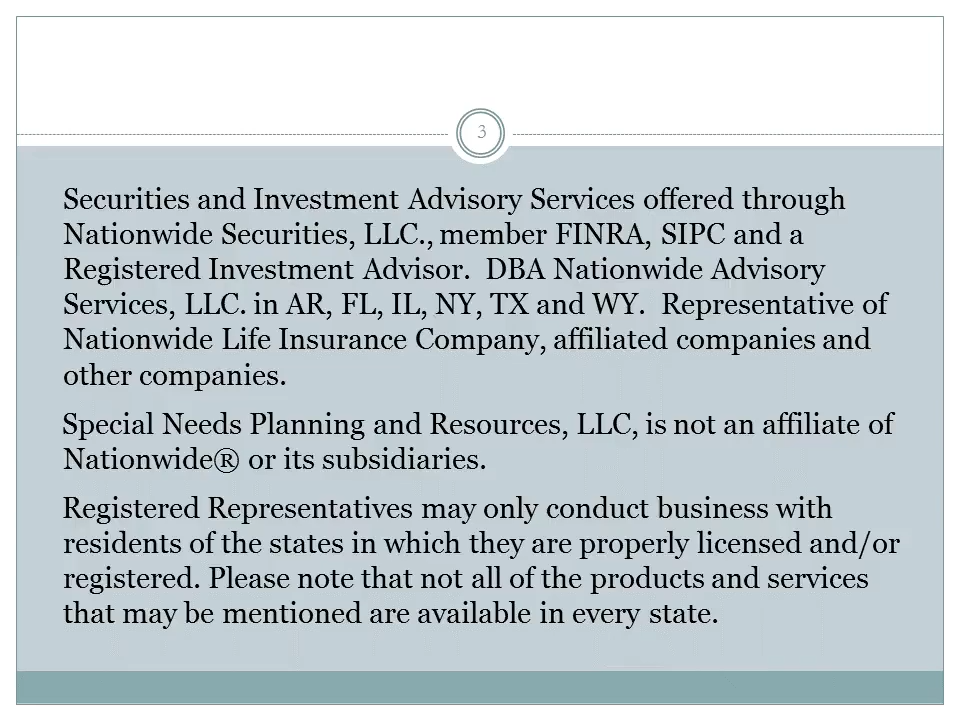 3
Securities and Investment Advisory Services offered through
Nationwide Securities, LLC., member FINRA, SIPC and a
Registered Investment Advisor.  DBA Nationwide Advisory
Services, LLC. in AR, FL, IL, NY, TX and WY.  Representative of
Nationwide Life Insurance Company, affiliated companies and
other companies.
Special Needs Planning and Resources, LLC, is not an affiliate of
Nationwide® or its subsidiaries.
Registered Representatives may only conduct business with
residents of the states in which they are properly licensed and/or
registered. Please note that not all of the products and services
that may be mentioned are available in every state.